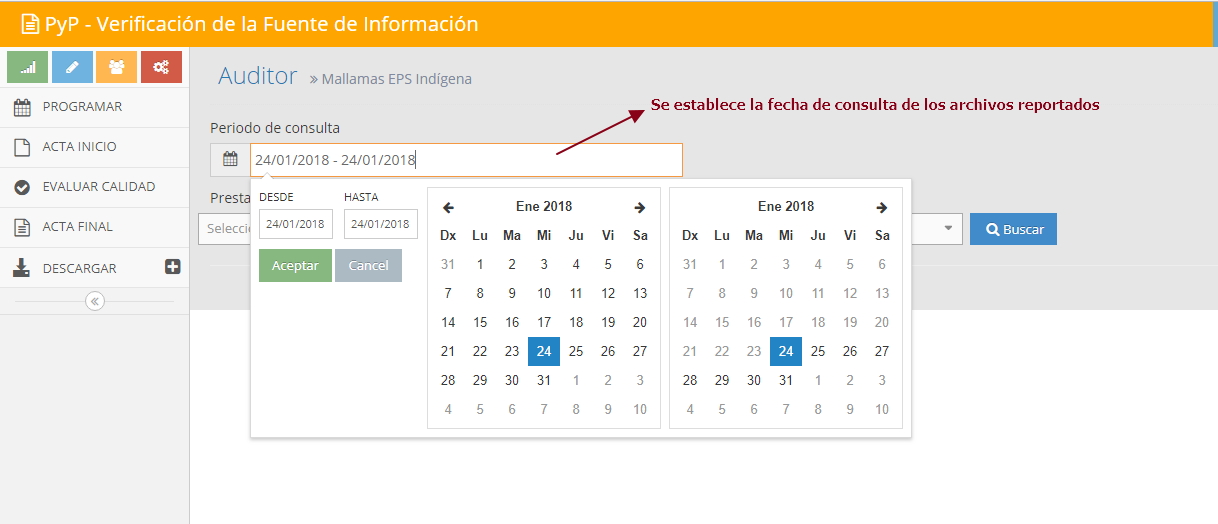 PyP - Verificación de la Fuente de Información
Auditor » Mallamas EPS Indígena
PROGRAMAR
ACTA INICIO
EVALUAR CALIDAD
ACTA FINAL
DESCARGAR
Se establece la fecha de consulta de los archivos reportados
Periodo de consulta
24/01/2018 - 24/01/2018
Presta
Selecci
Buscar
DESDE HASTA
24/01/2018 24/01/2018
Aceptar Cancel
Ene 2018
Dx Lu Ma Mi Ju Vi Sa
31 1 2 3 4 5 6
7 8 9 10 11 12 13
14 15 16 17 18 19 20
21 22 23 24 25 26 27
28 29 30 31 1 2 3
4 5 6 7 8 9 10
Ene 2018
Dx Lu Ma Mi Ju Vi Sa
31 1 2 3 4 5 6
7 8 9 10 11 12 13
14 15 16 17 18 19 20
21 22 23 24 25 26 27
28 29 30 31 1 2 3
4 5 6 7 8 9 10